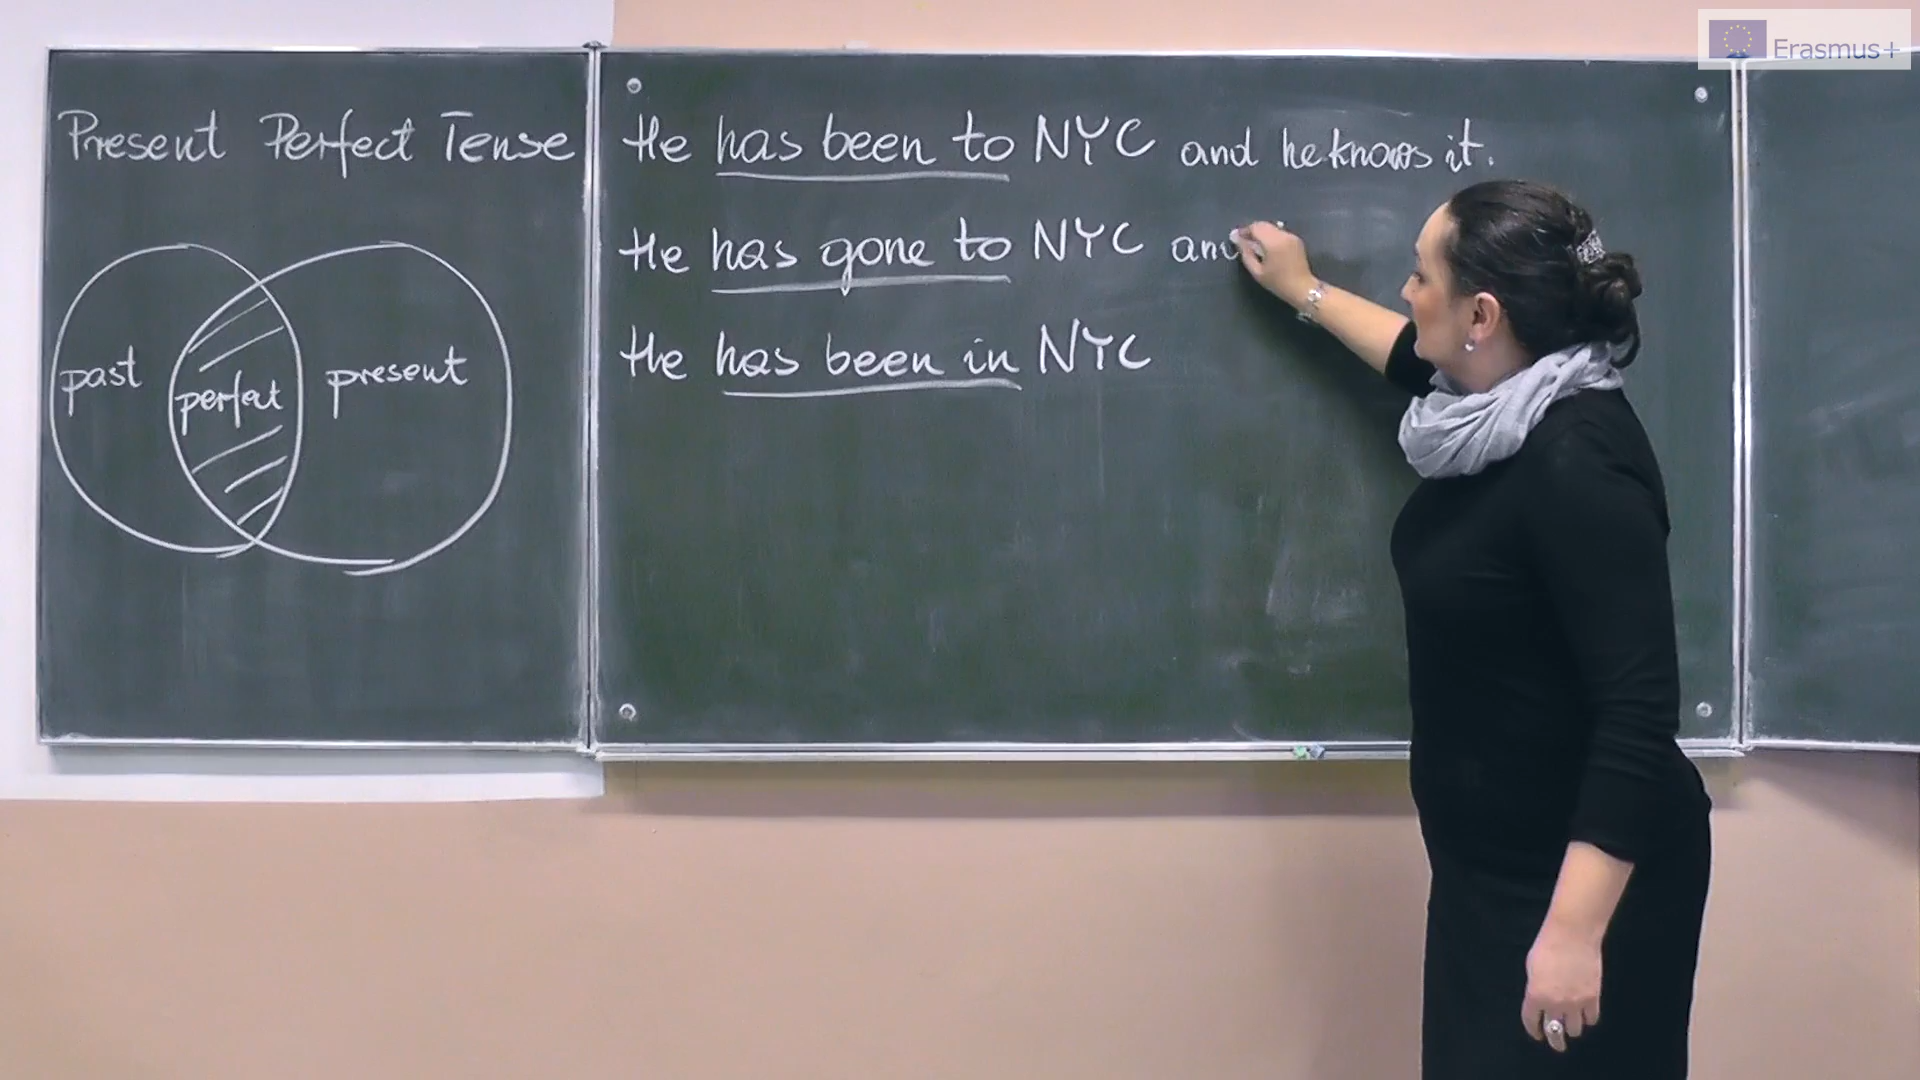 Present Perfect Tense
past
perfect
present
He has been to NYC and he knows it.
He has gone to NYC and
He has been in NYC
Erasmus+